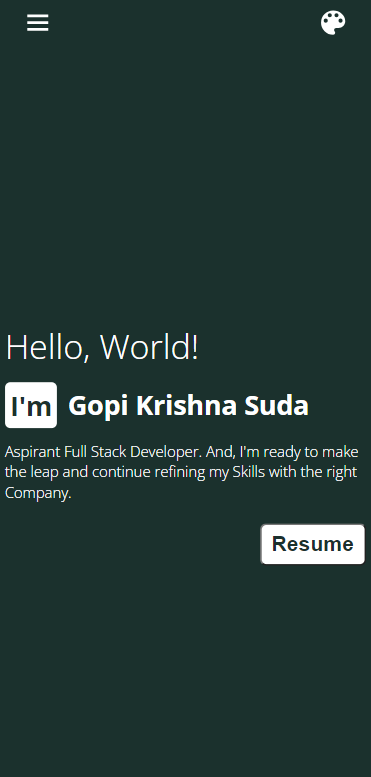 Hello, World!
I'm Gopi Krishna Suda
Aspirant Full Stack Developer. And, I'm ready to make
the leap and continue refining my Skills with the right
Company.
Resume